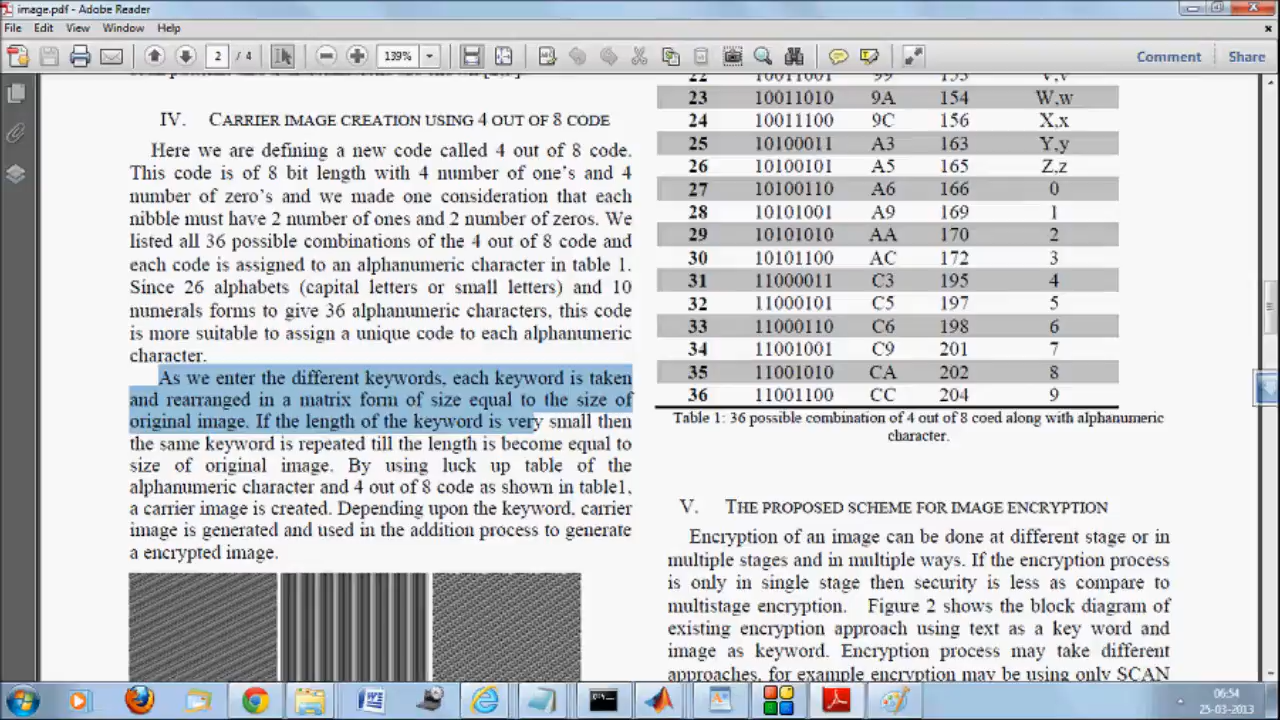 image.pdf - Adobe Reader
File Edit View Window Help
2 / 4
139%
Comment Share
IV. CARRIER IMAGE CREATION USING 4 OUT OF 8 CODE
Here we are defining a new code called 4 out of 8 code.
This code is of 8 bit length with 4 number of one's and 4
number of zero's and we made one consideration that each
nibble must have 2 number of ones and 2 number of zeros. We
listed all 36 possible combinations of the 4 out of 8 code and
each code is assigned to an alphanumeric character in table 1.
Since 26 alphabets (capital letters or small letters) and 10
numerals forms to give 36 alphanumeric characters, this code
is more suitable to assign a unique code to each alphanumeric
character.
As we enter the different keywords, each keyword is taken
and rearranged in a matrix form of size equal to the size of
original image. If the length of the keyword is very small then
the same keyword is repeated till the length is become equal to
size of original image. By using luck up table of the
alphanumeric character and 4 out of 8 code as shown in table1,
a carrier image is created. Depending upon the keyword, carrier
image is generated and used in the addition process to generate
a encrypted image.
22 10011001 99 153 V,v
23 10011010 9A 154 W,w
24 10011100 9C 156 X,x
25 10100011 A3 163 Y,y
26 10100101 A5 165 Z,z
27 10100110 A6 166 0
28 10101001 A9 169 1
29 10101010 AA 170 2
30 10101100 AC 172 3
31 11000011 C3 195 4
32 11000101 C5 197 5
33 11000110 C6 198 6
34 11001001 C9 201 7
35 11001010 CA 202 8
36 11001100 CC 204 9
Table 1: 36 possible combination of 4 out of 8 coed along with alphanumeric
character.
V. THE PROPOSED SCHEME FOR IMAGE ENCRYPTION
Encryption of an image can be done at different stage or in
multiple stages and in multiple ways. If the encryption process
is only in single stage then security is less as compare to
multistage encryption. Figure 2 shows the block diagram of
existing encryption approach using text as a key word and
image as keyword. Encryption process may take different
approaches, for example encryption may be using only SCAN
06:54
25-03-2013